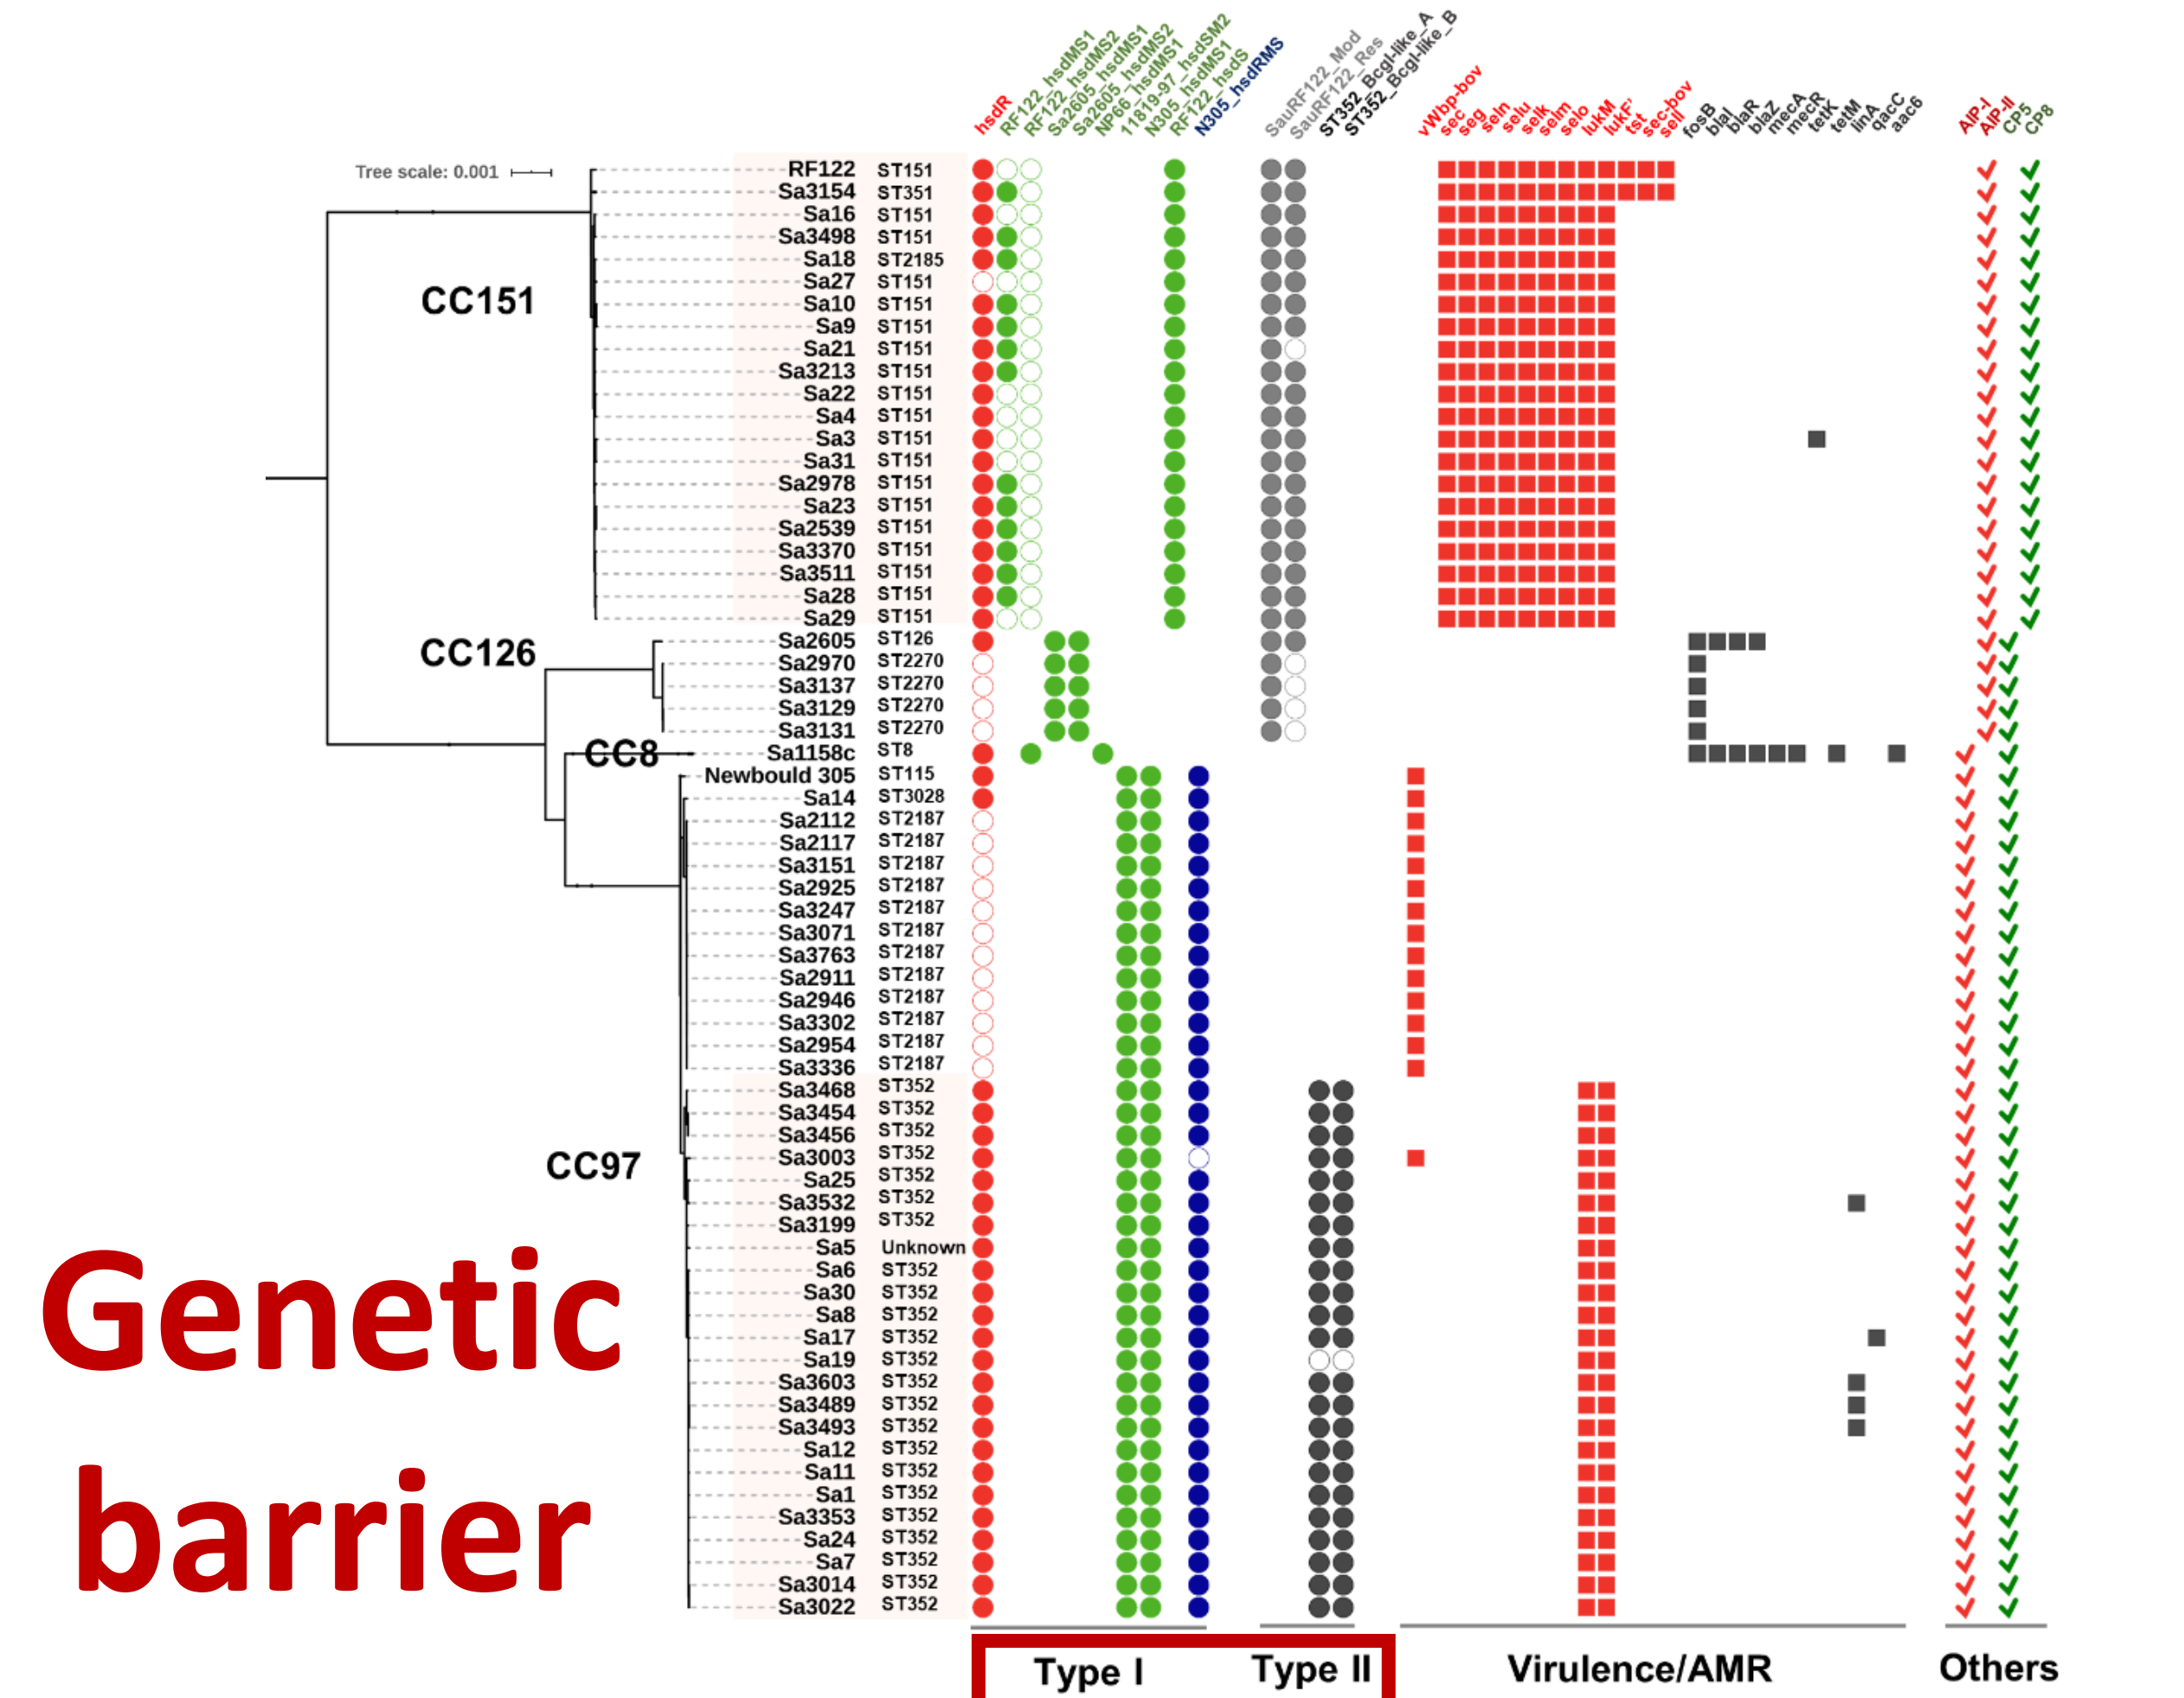 hsdR
RF122_hsdMS1
RF122_hsdMS2
Sa2605_hsdMS1
Sa2605_hsdMS2
NP66_hsdMS1
11819-97_hsdSM2
N305_hsdMS1
RF122_hsdS
N305_hsdRMS
SauRF122_Mod
SauRF122_Res
ST352_BcgI-like_A
ST352_BcgI-like_B
vWbp-bov
sec
seg
seln
selu
selk
selm
selo
lukM
lukF'
tst
sec-bov
sell
fosB
blaI
blaR
blaZ
mecA
mecR
tetK
tetM
linA
qacC
aac6
AIP-I
AIP-II
CP5
CP8
Tree scale: 0.001
RF122 ST151
Sa3154 ST351
Sa16 ST151
Sa3498 ST151
Sa18 ST2185
Sa27 ST151
CC151
Sa10 ST151
Sa9 ST151
Sa21 ST151
Sa3213 ST151
Sa22 ST151
Sa4 ST151
Sa3 ST151
Sa31 ST151
Sa2978 ST151
Sa23 ST151
Sa2539 ST151
Sa3370 ST151
Sa3511 ST151
Sa28 ST151
Sa29 ST151
Sa2605 ST126
CC126
Sa2970 ST2270
Sa3137 ST2270
Sa3129 ST2270
Sa3131 ST2270
CC8
Sa1158c ST8
Newbould 305 ST115
Sa14 ST3028
Sa2112 ST2187
Sa2117 ST2187
Sa3151 ST2187
Sa2925 ST2187
Sa3247 ST2187
Sa3071 ST2187
Sa3763 ST2187
Sa2911 ST2187
Sa2946 ST2187
Sa3302 ST2187
Sa2954 ST2187
Sa3336 ST2187
Sa3468 ST352
Sa3454 ST352
Sa3456 ST352
Sa3003 ST352
CC97
Sa25 ST352
Sa3532 ST352
Sa3199 ST352
Sa5 Unknown
Sa6 ST352
Sa30 ST352
Sa8 ST352
Sa17 ST352
Sa19 ST352
Sa3603 ST352
Sa3489 ST352
Sa3493 ST352
Sa12 ST352
Sa11 ST352
Sa1 ST352
Sa3353 ST352
Sa24 ST352
Sa7 ST352
Sa3014 ST352
Sa3022 ST352
Genetic
barrier
Type I
Type II
Virulence/AMR
Others